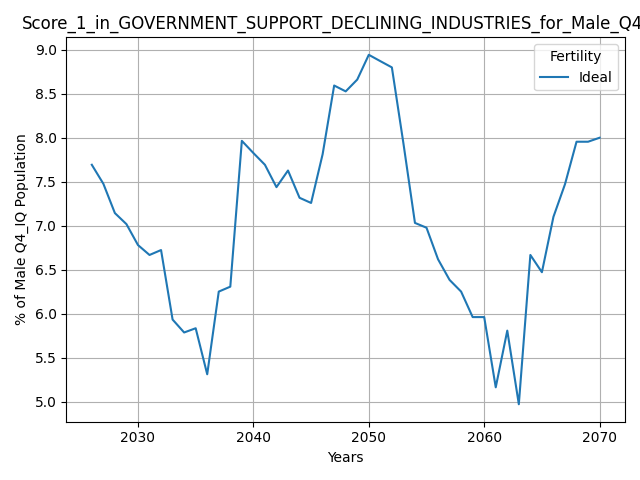 Score_1_in_GOVERNMENT_SUPPORT_DECLINING_INDUSTRIES_for_Male_Q4
9.0
8.5
8.0
7.5
7.0
6.5
6.0
5.5
5.0
% of Male Q4_IQ Population
Fertility
Ideal
2030 2040 2050 2060 2070
Years